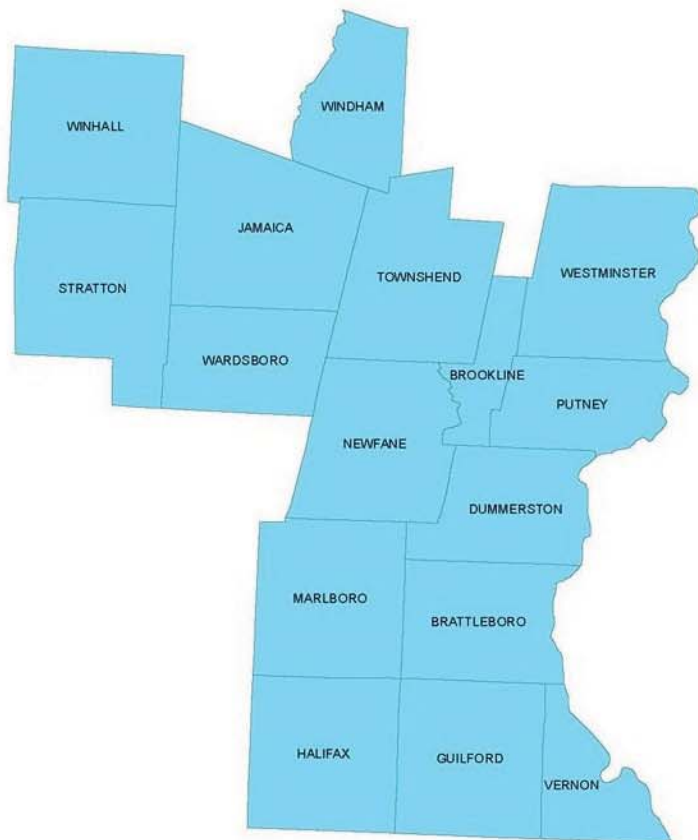 WINDHAM
WINHALL
JAMAICA
TOWNSHEND
WESTMINSTER
STRATTON
WARDSBORO
BROOKLINE
PUTNEY
NEWFANE
DUMMERSTON
MARLBORO
BRATTLEBORO
HALIFAX
GUILFORD
VERNON